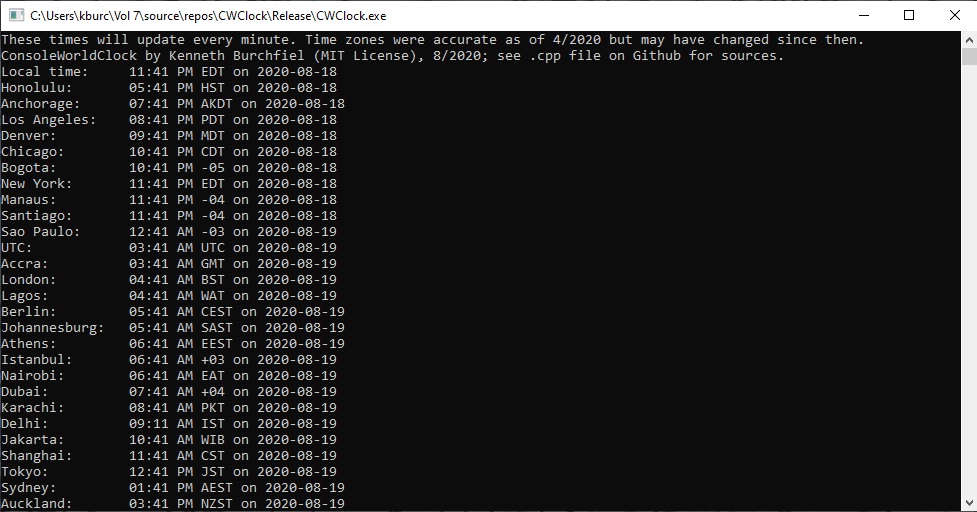 C:\Users\kburc\Vol 7\source\repos\CWClock\Release\CWClock.exe
These times will update every minute. Time zones were accurate as of 4/2020 but may have changed since then.
ConsoleWorldClock by Kenneth Burchfiel (MIT License), 8/2020; see .cpp file on Github for sources.
Local time:     11:41 PM EDT on 2020-08-18
Honolulu:       05:41 PM HST on 2020-08-18
Anchorage:      07:41 PM AKDT on 2020-08-18
Los Angeles:    08:41 PM PDT on 2020-08-18
Denver:         09:41 PM MDT on 2020-08-18
Chicago:        10:41 PM CDT on 2020-08-18
Bogota:         10:41 PM -05 on 2020-08-18
New York:       11:41 PM EDT on 2020-08-18
Manaus:         11:41 PM -04 on 2020-08-18
Santiago:       11:41 PM -04 on 2020-08-18
Sao Paulo:      12:41 AM -03 on 2020-08-19
UTC:            03:41 AM UTC on 2020-08-19
Accra:          03:41 AM GMT on 2020-08-19
London:         04:41 AM BST on 2020-08-19
Lagos:          04:41 AM WAT on 2020-08-19
Berlin:         05:41 AM CEST on 2020-08-19
Johannesburg:   05:41 AM SAST on 2020-08-19
Athens:         06:41 AM EEST on 2020-08-19
Istanbul:       06:41 AM +03 on 2020-08-19
Nairobi:        06:41 AM EAT on 2020-08-19
Dubai:          07:41 AM +04 on 2020-08-19
Karachi:        08:41 AM PKT on 2020-08-19
Delhi:          09:11 AM IST on 2020-08-19
Jakarta:        10:41 AM WIB on 2020-08-19
Shanghai:       11:41 AM CST on 2020-08-19
Tokyo:          12:41 PM JST on 2020-08-19
Sydney:         01:41 PM AEST on 2020-08-19
Auckland:       03:41 PM NZST on 2020-08-19